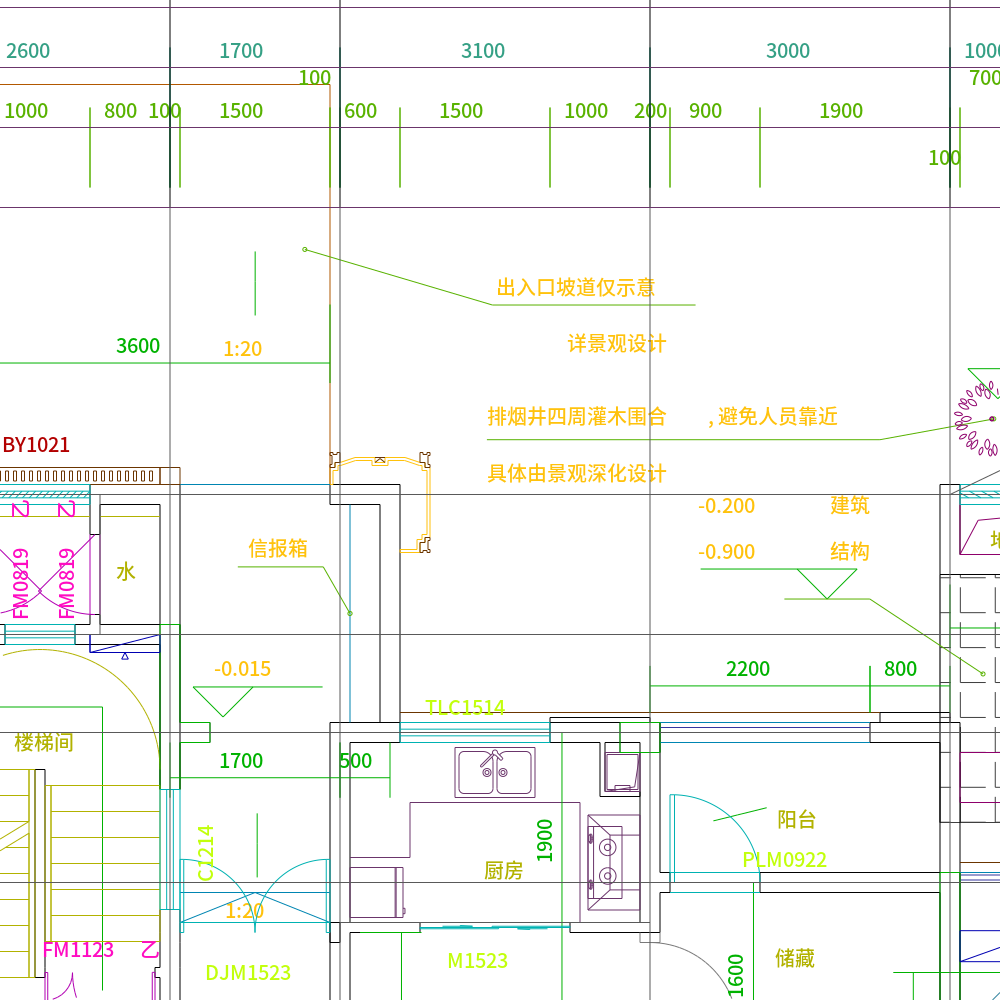 2600 1700 3100 3000
100
1000 800 100 1500 600 1500 1000 200 900 1900
100
出入口坡道仅示意
3600 1:20 详景观设计
排烟井四周灌木围合 ,避免人员靠近
BY1021
具体由景观深化设计
-0.200 建筑
乙 乙
信报箱 -0.900 结构
FM0819 FM0819 水
-0.015 2200 800
TLC1514
楼梯间 1700 500
阳台
C1214 1900 厨房 PLM0922
1:20
FM1123 乙 DJM1523 M1523 储藏
1600